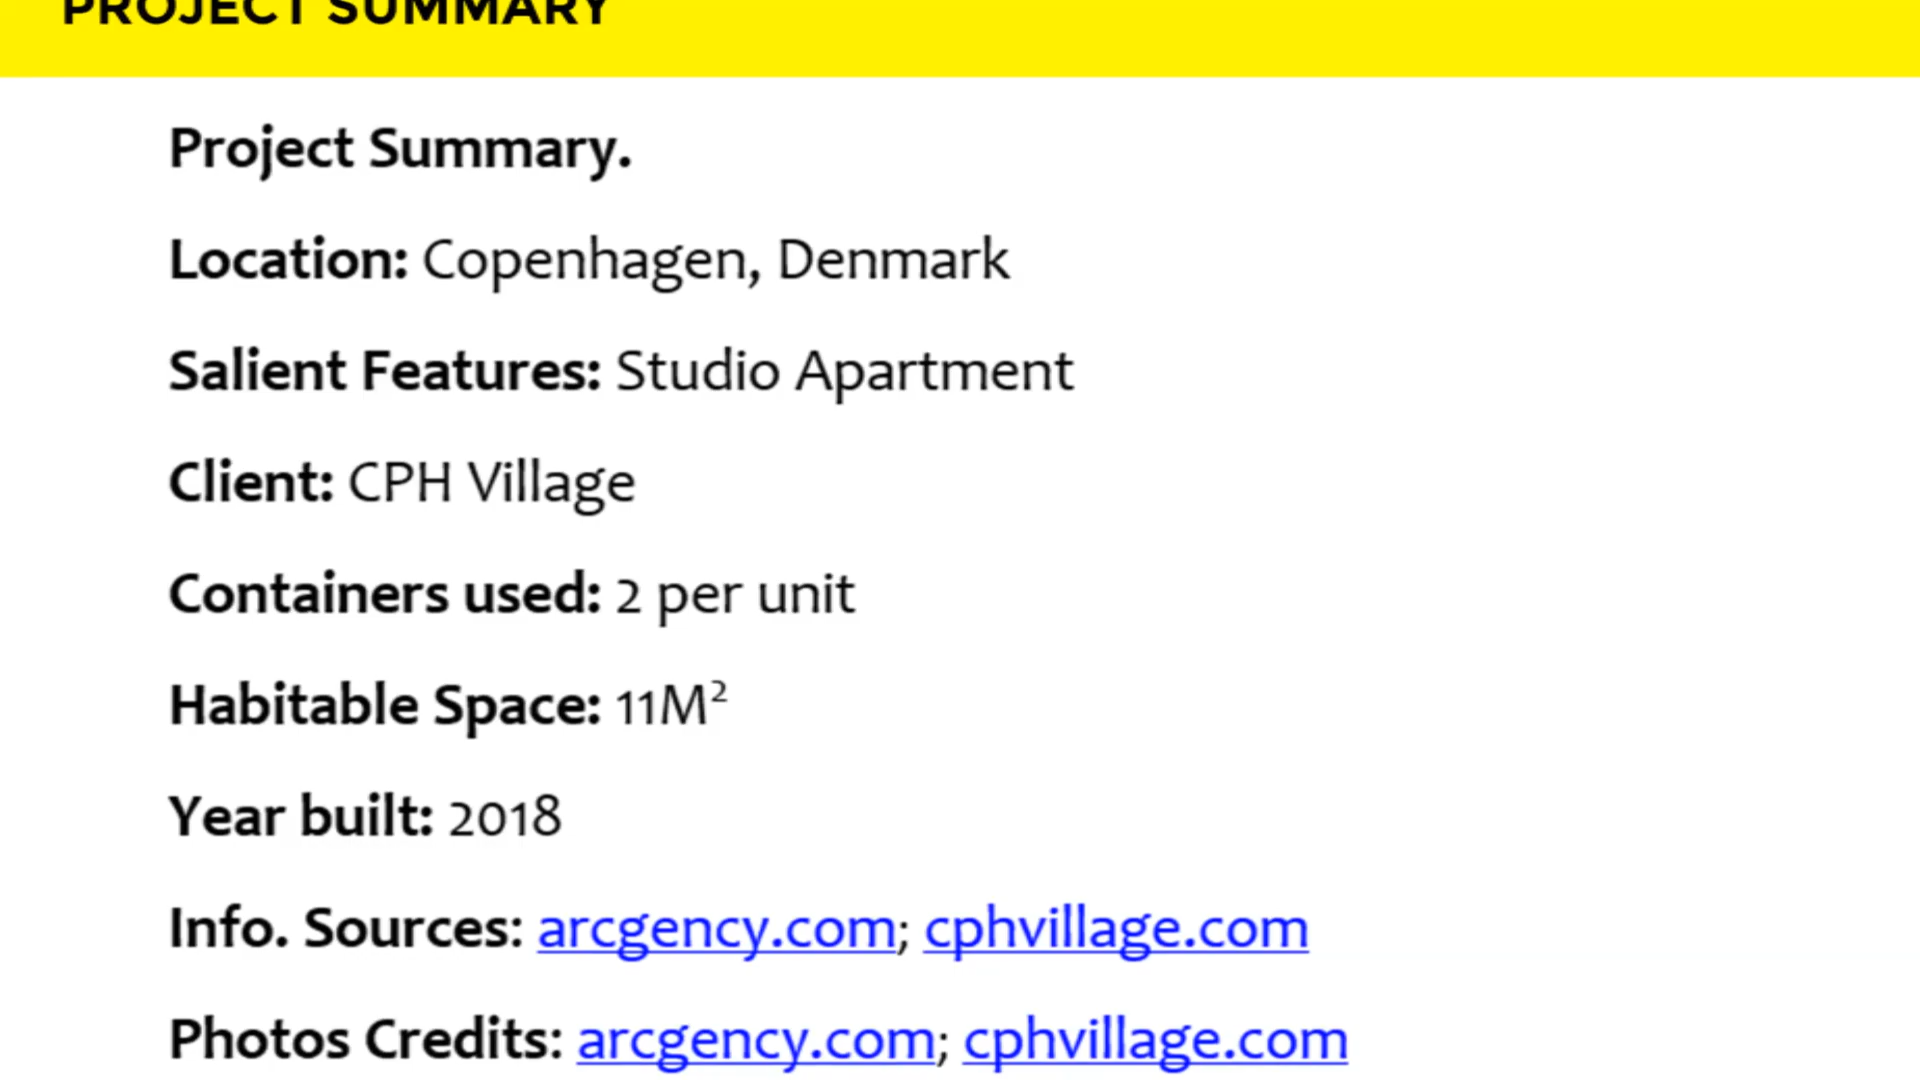 PROJECT SUMMARY
Project Summary.
Location: Copenhagen, Denmark
Salient Features: Studio Apartment
Client: CPH Village
Containers used: 2 per unit
Habitable Space: 11M²
Year built: 2018
Info. Sources: arcgency.com; cphvillage.com
Photos Credits: arcgency.com; cphvillage.com